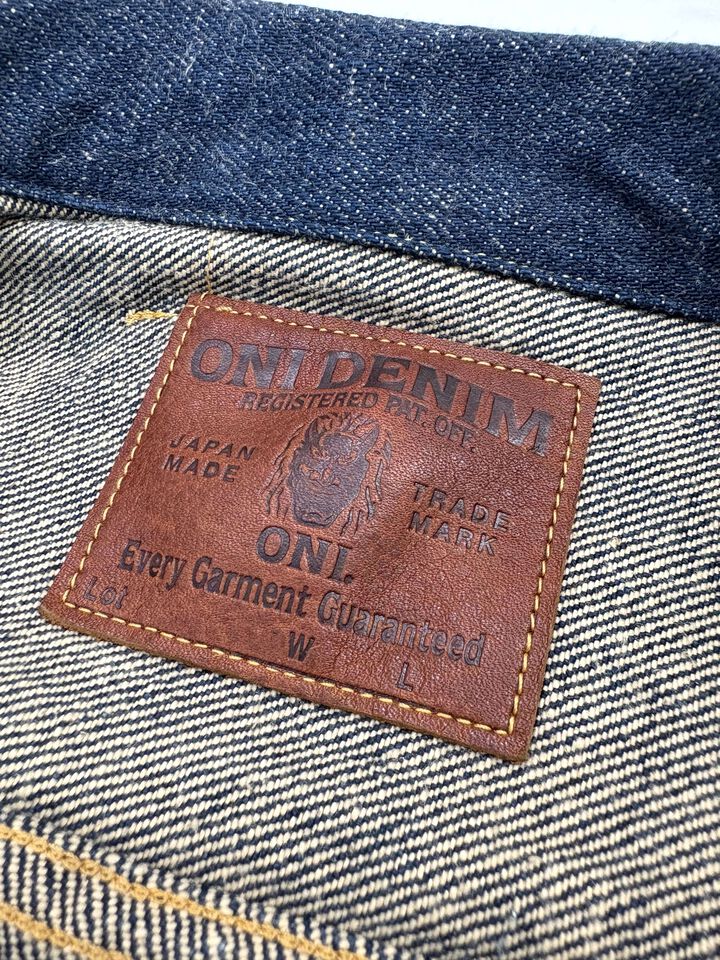 ONI DENIM
REGISTERED PAT. OFF.
JAPAN MADE
TRADE MARK
ONI.
Every Garment Guaranteed
Lot W L